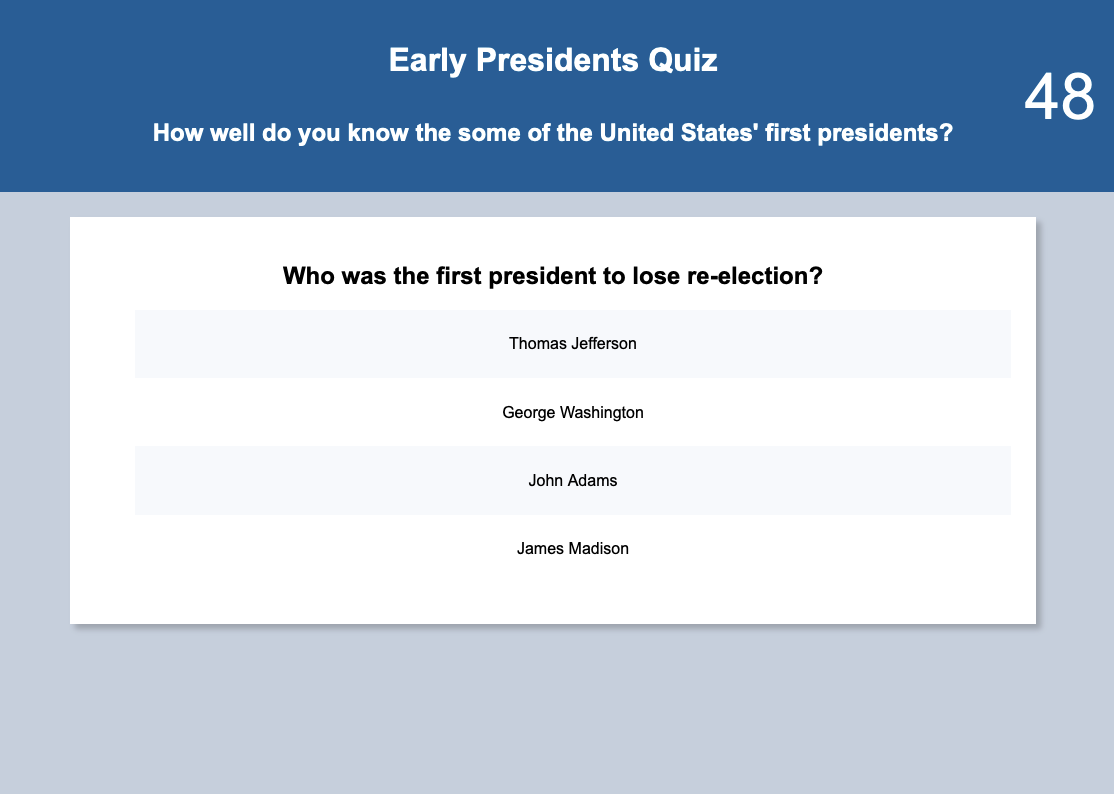 Early Presidents Quiz
48
How well do you know the some of the United States' first presidents?
Who was the first president to lose re-election?
Thomas Jefferson
George Washington
John Adams
James Madison